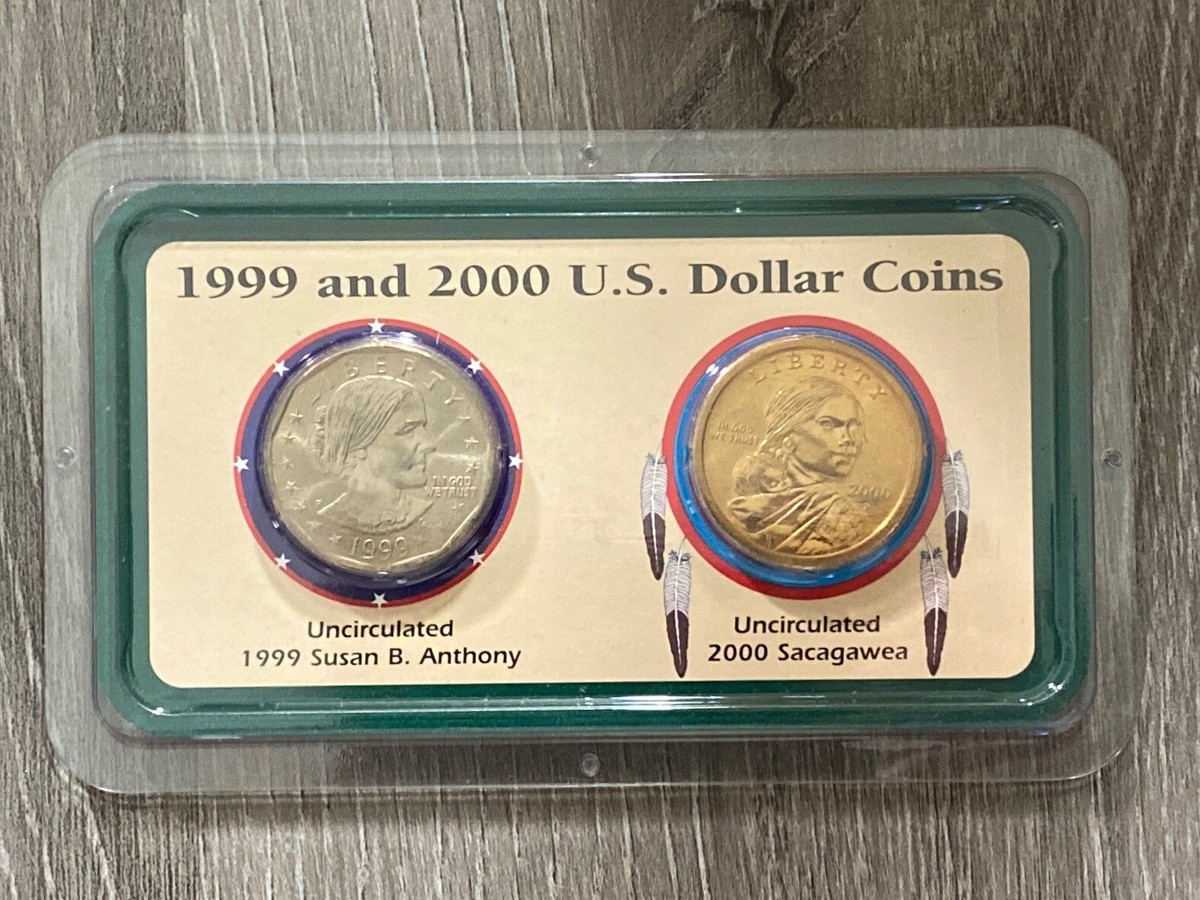 1999 and 2000 U.S. Dollar Coins
LIBERTY
IN GOD
WE TRUST
1999
LIBERTY
IN GOD
WE TRUST
2000
Uncirculated
1999 Susan B. Anthony
Uncirculated
2000 Sacagawea